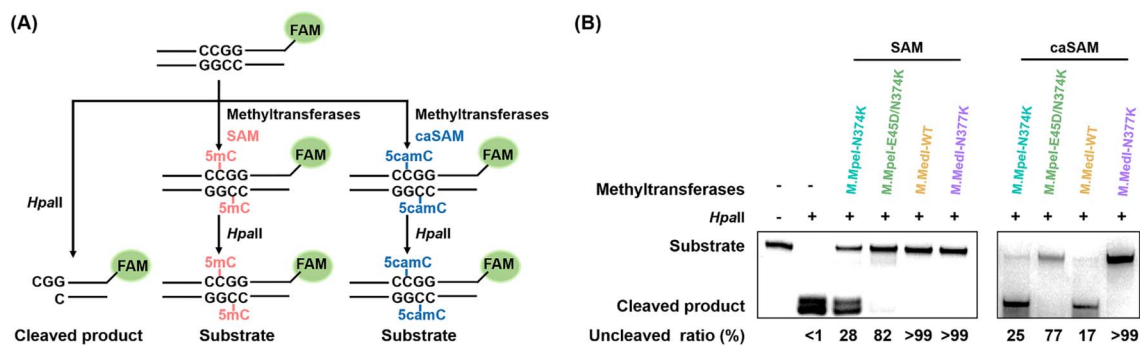 (A)
FAM
CCGG
GGCC
Methyltransferases
SAM
Methyltransferases
caSAM
5mC
FAM
CCGG
GGCC
5mC
5camC
FAM
CCGG
GGCC
5camC
HpaII
HpaII
HpaII
CGG
C
FAM
5mC
FAM
CCGG
GGCC
5mC
5camC
FAM
CCGG
GGCC
5camC
Cleaved product
Substrate
Substrate
(B)
SAM
caSAM
M.MpeI-N374K
M.MpeI-E45D/N374K
M.MedI-WT
M.MedI-N377K
M.MpeI-N374K
M.MpeI-E45D/N374K
M.MedI-WT
M.MedI-N377K
Methyltransferases - -
HpaII - + + + + + + + + +
Substrate
Cleaved product
Uncleaved ratio (%) <1 28 82 >99 >99 25 77 17 >99